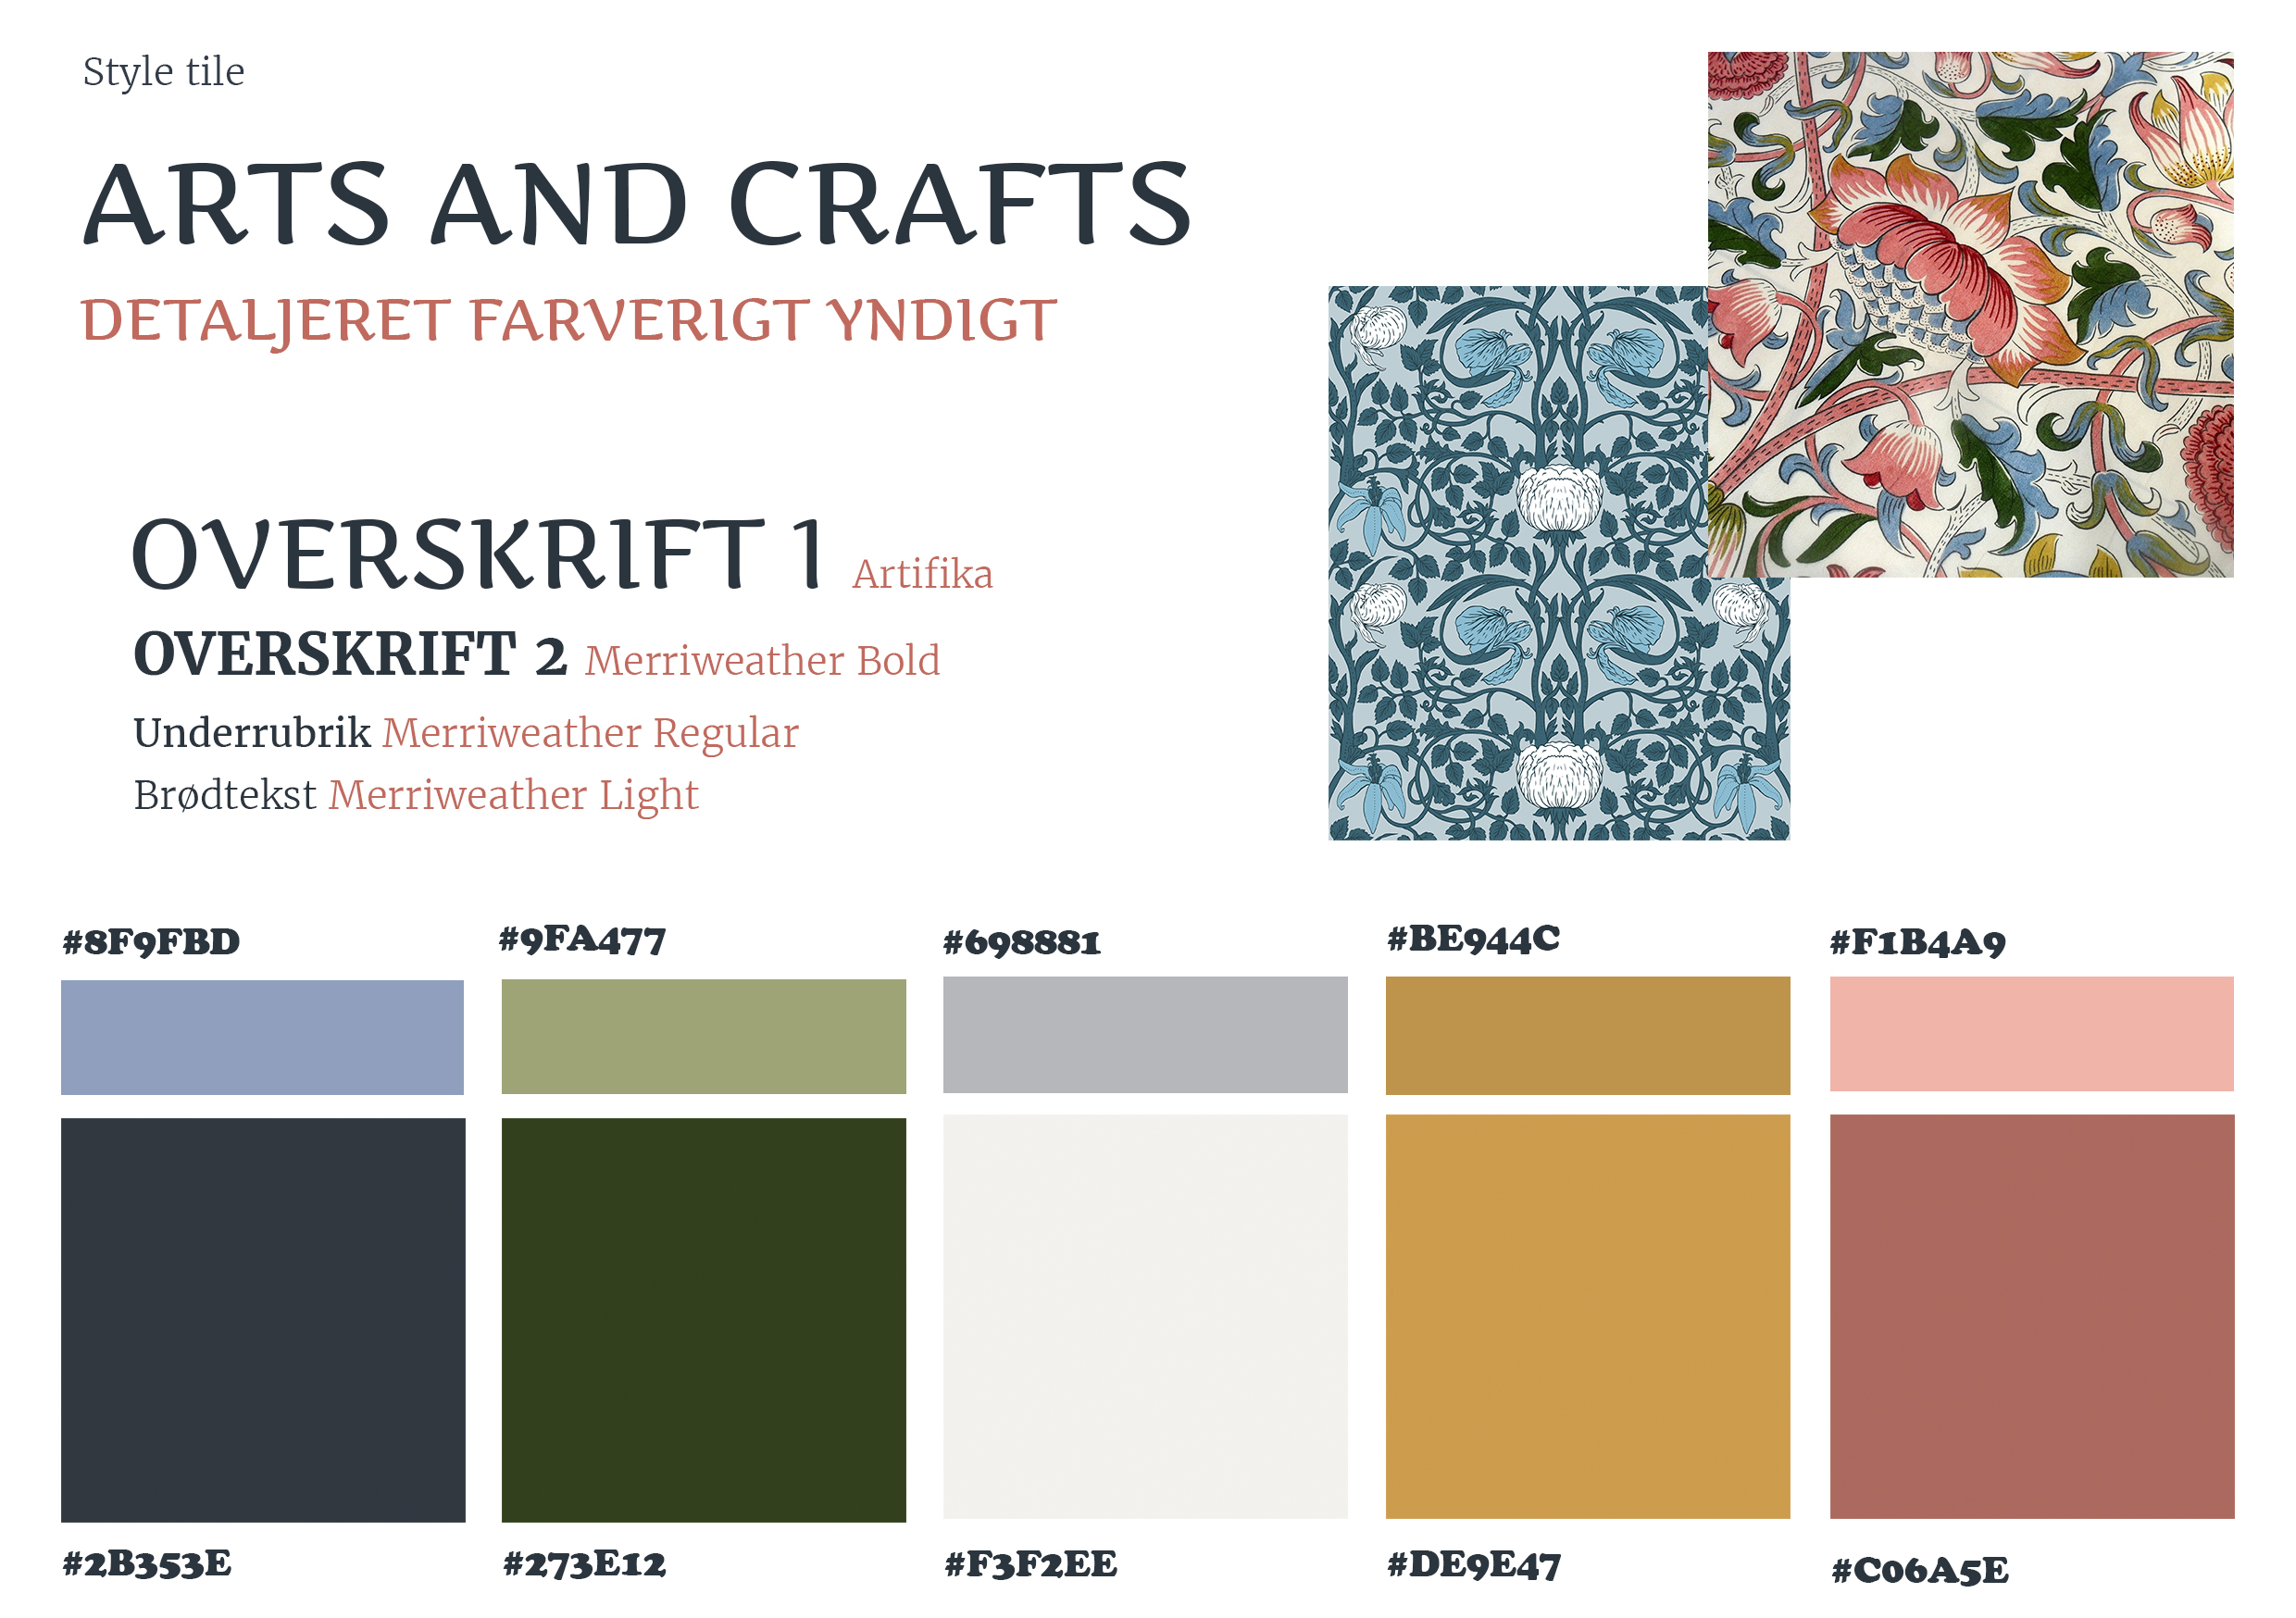 Style tile
ARTS AND CRAFTS
DETALJERET FARVERIGT YNDIGT
OVERSKRIFT 1 Artifika
OVERSKRIFT 2 Merriweather Bold
Underrubrik Merriweather Regular
Brødtekst Merriweather Light
#8F9FBD #9FA477 #698881 #BE944C #F1B4A9
#2B353E #273E12 #F3F2EE #DE9E47 #C06A5E